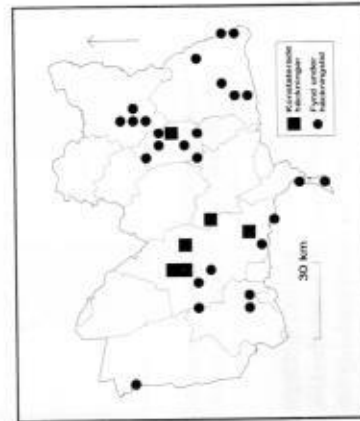 Konstaterade
häckningar
Fynd under
häckningstid
30 km